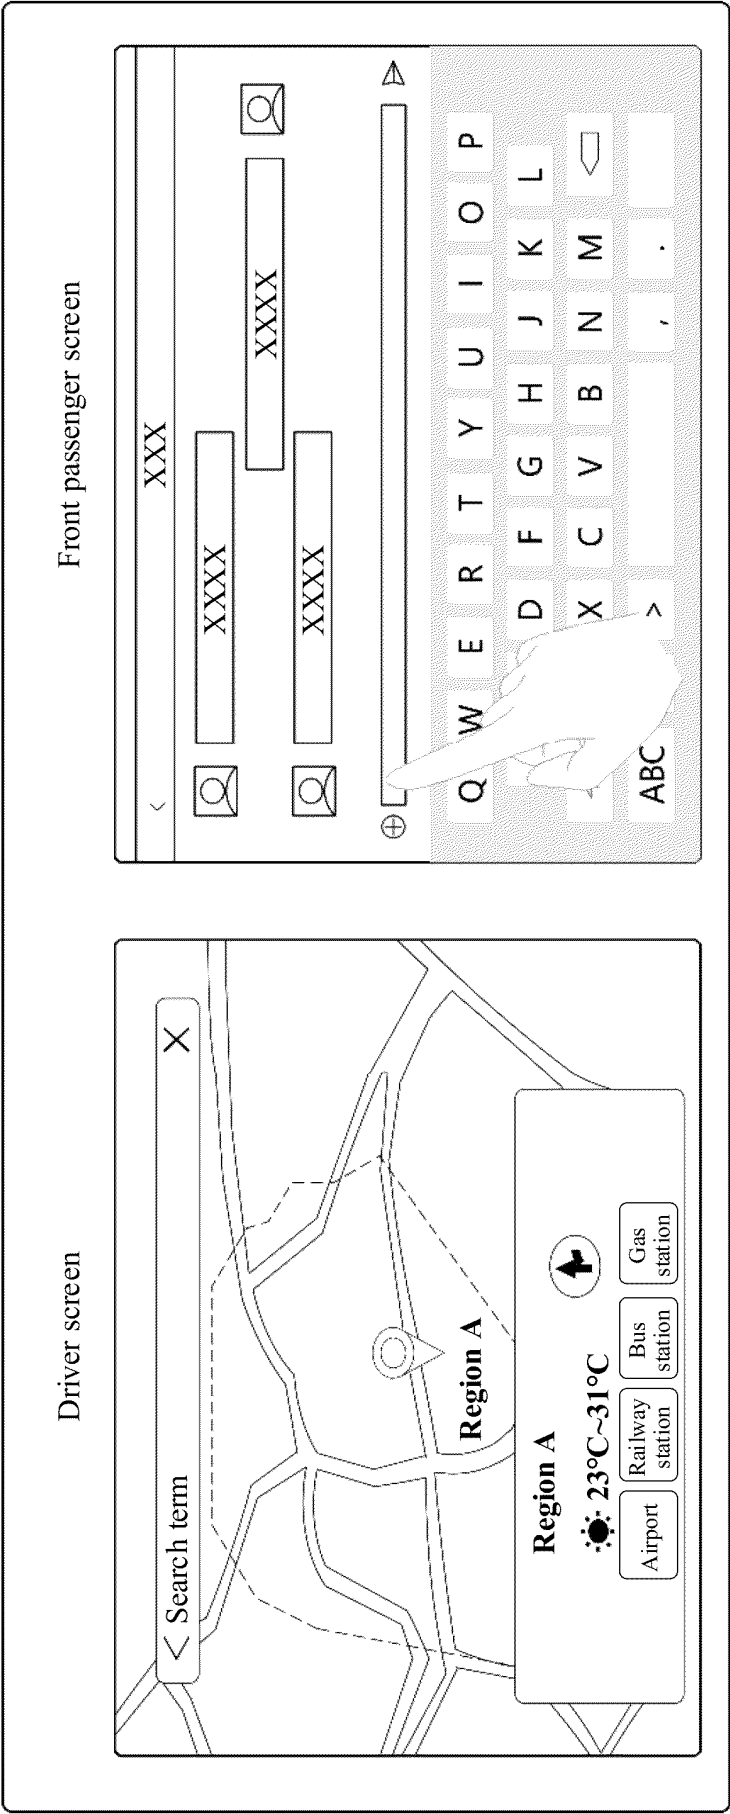 Driver screen
< Search term X
Region A
Region A
23°C~31°C
Airport
Railway
station
Bus
station
Gas
station
Front passenger screen
< XXX
XXXX
XXXX
XXXX
Q W E R T Y U I O P
D F G H J K L
X C V B N M
ABC , .